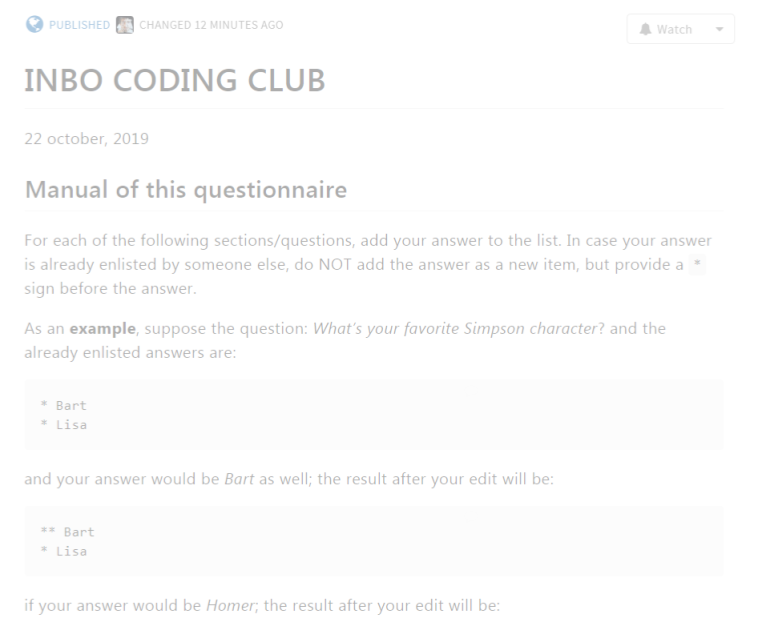 PUBLISHED CHANGED 12 MINUTES AGO
Watch
INBO CODING CLUB
22 october, 2019
Manual of this questionnaire
For each of the following sections/questions, add your answer to the list. In case your answer
is already enlisted by someone else, do NOT add the answer as a new item, but provide a *
sign before the answer.
As an example, suppose the question: What's your favorite Simpson character? and the
already enlisted answers are:
* Bart
* Lisa
and your answer would be Bart as well; the result after your edit will be:
** Bart
* Lisa
if your answer would be Homer; the result after your edit will be: